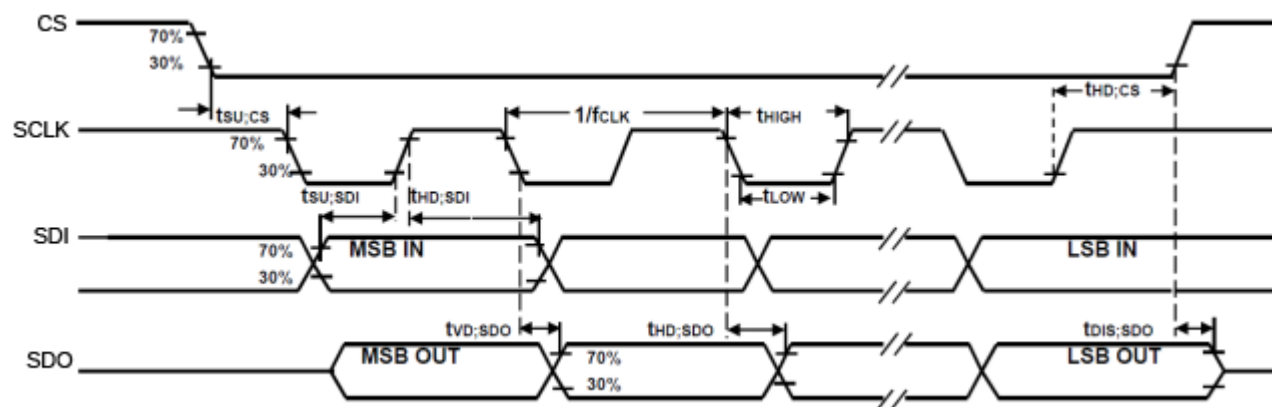 CS
70%
30%
tHD;CS
tSU;CS
1/fCLK
tHIGH
SCLK
70%
30%
tSU;SDI
tHD;SDI
tLOW
SDI
70%
MSB IN
LSB IN
30%
tVD;SDO
tHD;SDO
tDIS;SDO
SDO
MSB OUT
70%
LSB OUT
30%